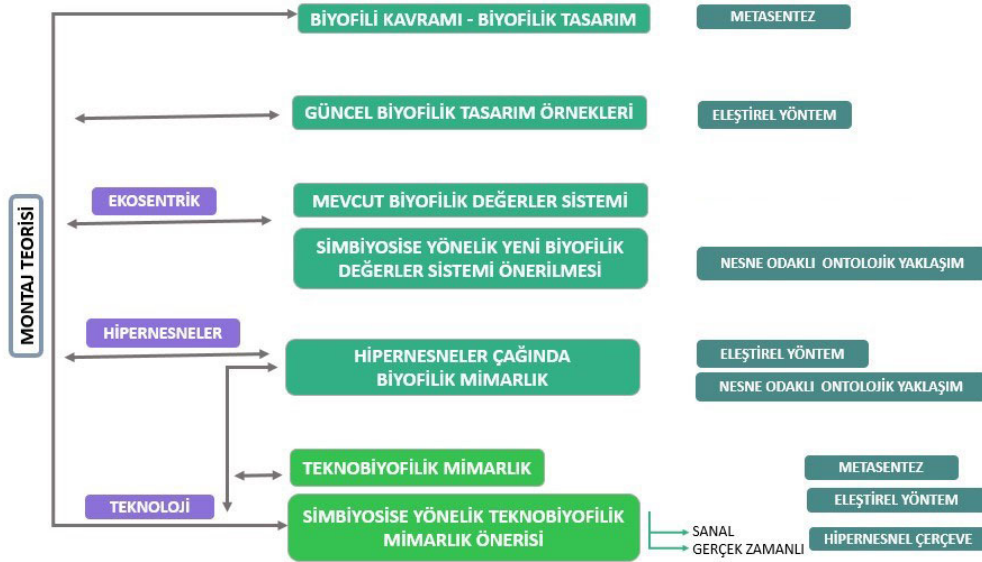 BİYOFİLİ KAVRAMI - BİYOFİLİK TASARIM
METASENTEZ
GÜNCEL BİYOFİLİK TASARIM ÖRNEKLERİ
ELEŞTİREL YÖNTEM
MONTAJ TEORİSİ
EKOSENTRİK
MEVCUT BİYOFİLİK DEĞERLER SİSTEMİ
SİMBİYOSİSE YÖNELİK YENİ BİYOFİLİK
DEĞERLER SİSTEMİ ÖNERİLMESİ
NESNE ODAKLI ONTOLOJİK YAKLAŞIM
HİPERNESNELER
HİPERNESNELER ÇAĞINDA
BİYOFİLİK MİMARLIK
ELEŞTİREL YÖNTEM
NESNE ODAKLI ONTOLOJİK YAKLAŞIM
TEKNOBİYOFİLİK MİMARLIK
METASENTEZ
TEKNOLOJİ
SİMBİYOSİSE YÖNELİK TEKNOBİYOFİLİK
MİMARLIK ÖNERİSİ
ELEŞTİREL YÖNTEM
SANAL
GERÇEK ZAMANLI
HİPERNESNEL ÇERÇEVE